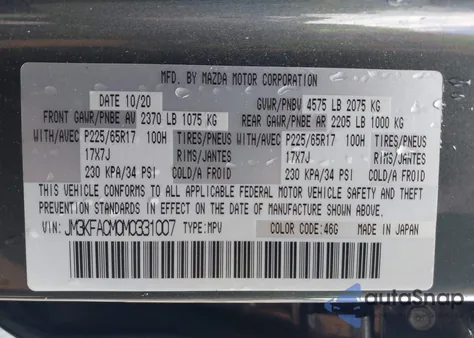 MFD. BY MAZDA MOTOR CORPORATION
DATE 10/20 GVWR/PNBV 4575 LB 2075 KG
FRONT GAWR/PNBE AV 2370 LB 1075 KG REAR GAWR/PNBE AR 2205 LB 1000 KG
WITH/AVEC P225/65R17 100H TIRES/PNEUS WITH/AVEC P225/65R17 100H TIRES/PNEUS
17X7J RIMS/JANTES 17X7J RIMS/JANTES
230 KPA/34 PSI COLD/A FROID 230 KPA/34 PSI COLD/A FROID
THIS VEHICLE CONFORMS TO ALL APPLICABLE FEDERAL MOTOR VEHICLE SAFETY AND THEFT
PREVENTION STANDARDS IN EFFECT ON THE DATE OF MANUFACTURE SHOWN ABOVE.
VIN: JM3KFACM0M0331007 TYPE: MPV COLOR CODE: 46G MADE IN JAPAN
autoSnap